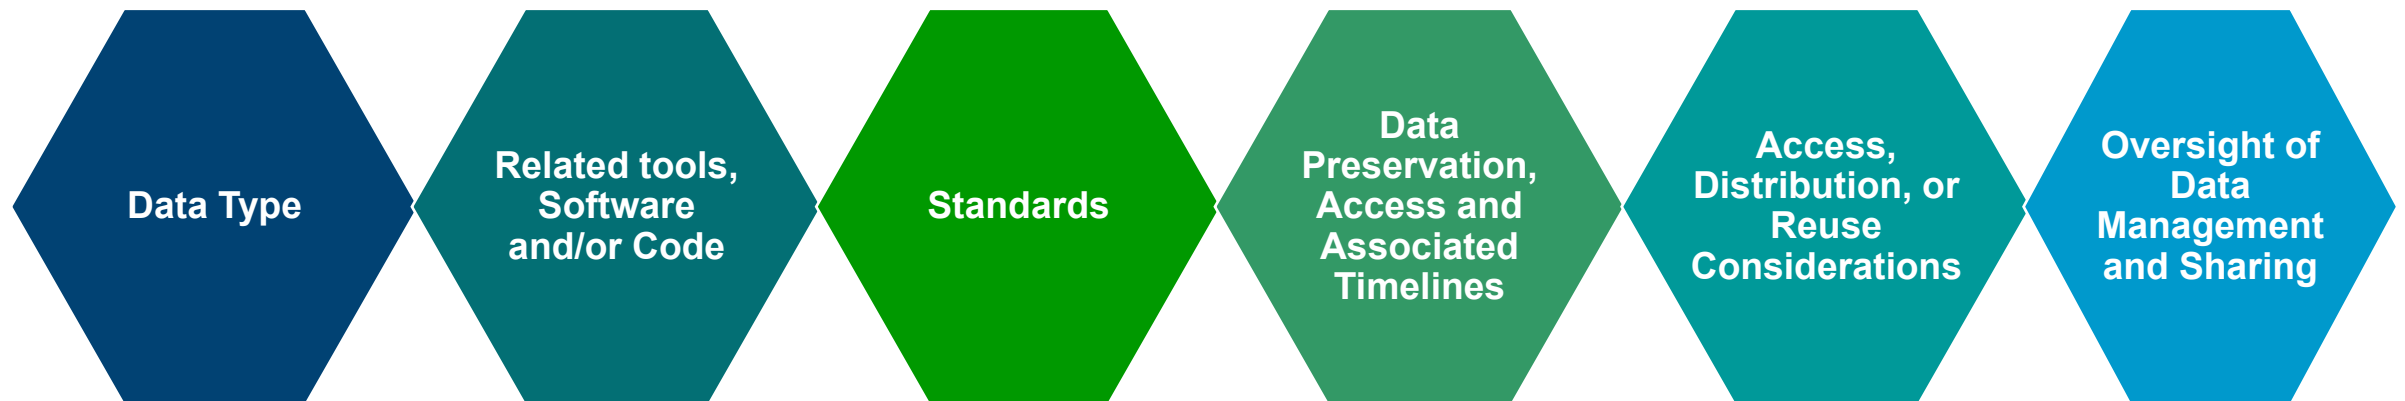 Data Type
Related tools,
Software
and/or Code
Standards
Data
Preservation,
Access and
Associated
Timelines
Access,
Distribution, or
Reuse
Considerations
Oversight of
Data
Management
and Sharing